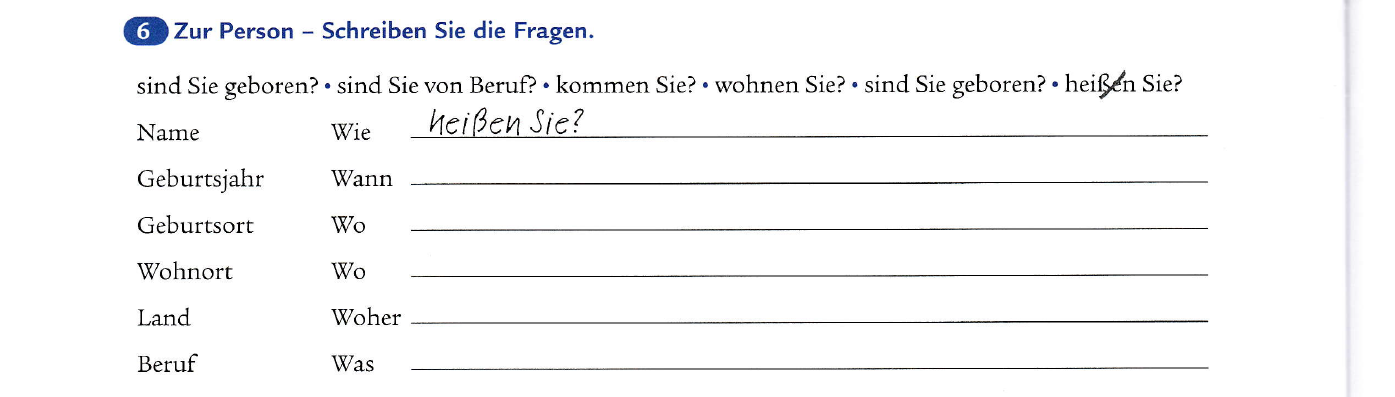 6 Zur Person – Schreiben Sie die Fragen.
sind Sie geboren? • sind Sie von Beruf? • kommen Sie? • wohnen Sie? • sind Sie geboren? • heißen Sie?
Name Wie heißen Sie?
Geburtsjahr Wann
Geburtsort Wo
Wohnort Wo
Land Woher
Beruf Was